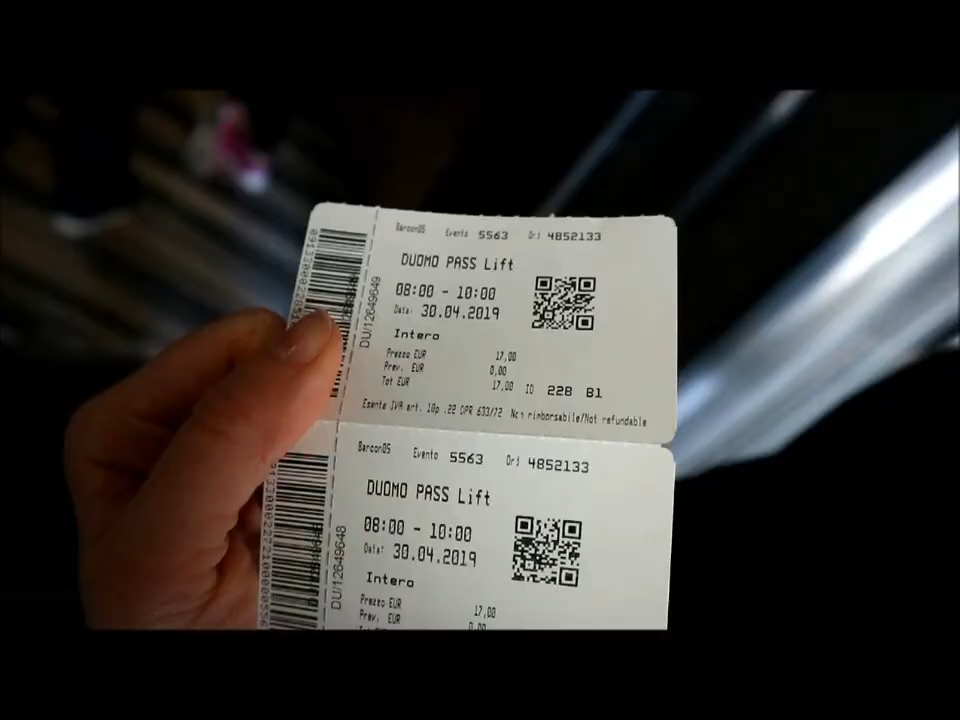 Barcon05 Evento 5563 Ord 4852133
DUOMO PASS Lift
08:00 - 10:00
Data: 30.04.2019
Intero
Prezzo EUR 17,00
Prev. EUR 0,00
Tot EUR 17,00 ID 228 B1
Esente IVA art. 10p .22 DPR 633/72 Non rimborsabile/Not refundable
DU/12649649
Barcon05 Evento 5563 Ord 4852133
DUOMO PASS Lift
08:00 - 10:00
Data: 30.04.2019
Intero
Prezzo EUR 17,00
Prev. EUR 0,00
DU/12649648